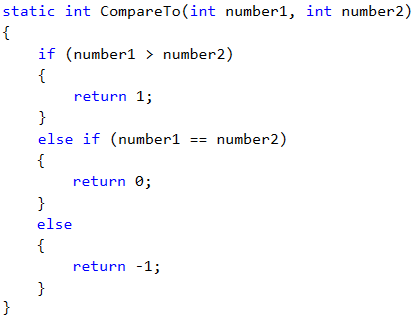 static int CompareTo(int number1, int number2)
{
    if (number1 > number2)
    {
        return 1;
    }
    else if (number1 == number2)
    {
        return 0;
    }
    else
    {
        return -1;
    }
}